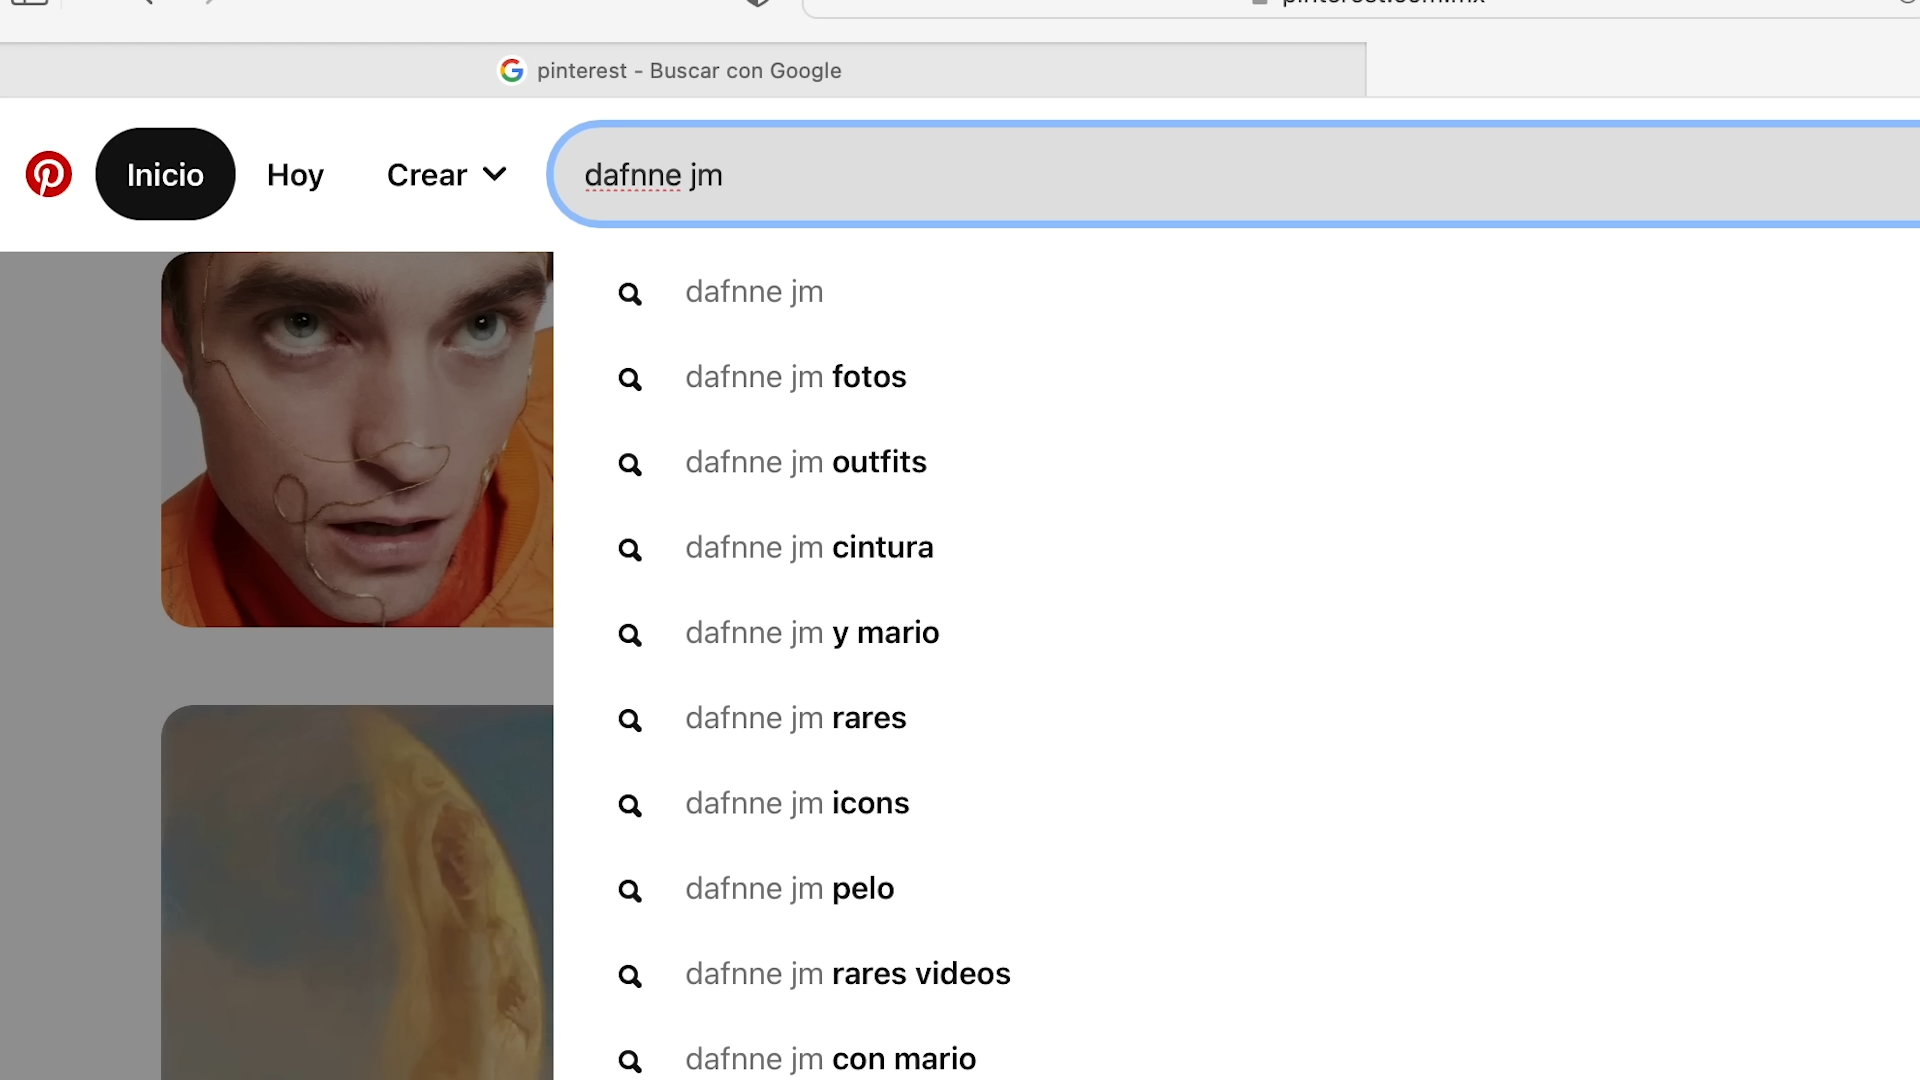 pinterest - Buscar con Google
Inicio
Hoy
Crear
dafnne jm
dafnne jm
dafnne jm fotos
dafnne jm outfits
dafnne jm cintura
dafnne jm y mario
dafnne jm rares
dafnne jm icons
dafnne jm pelo
dafnne jm rares videos
dafnne jm con mario